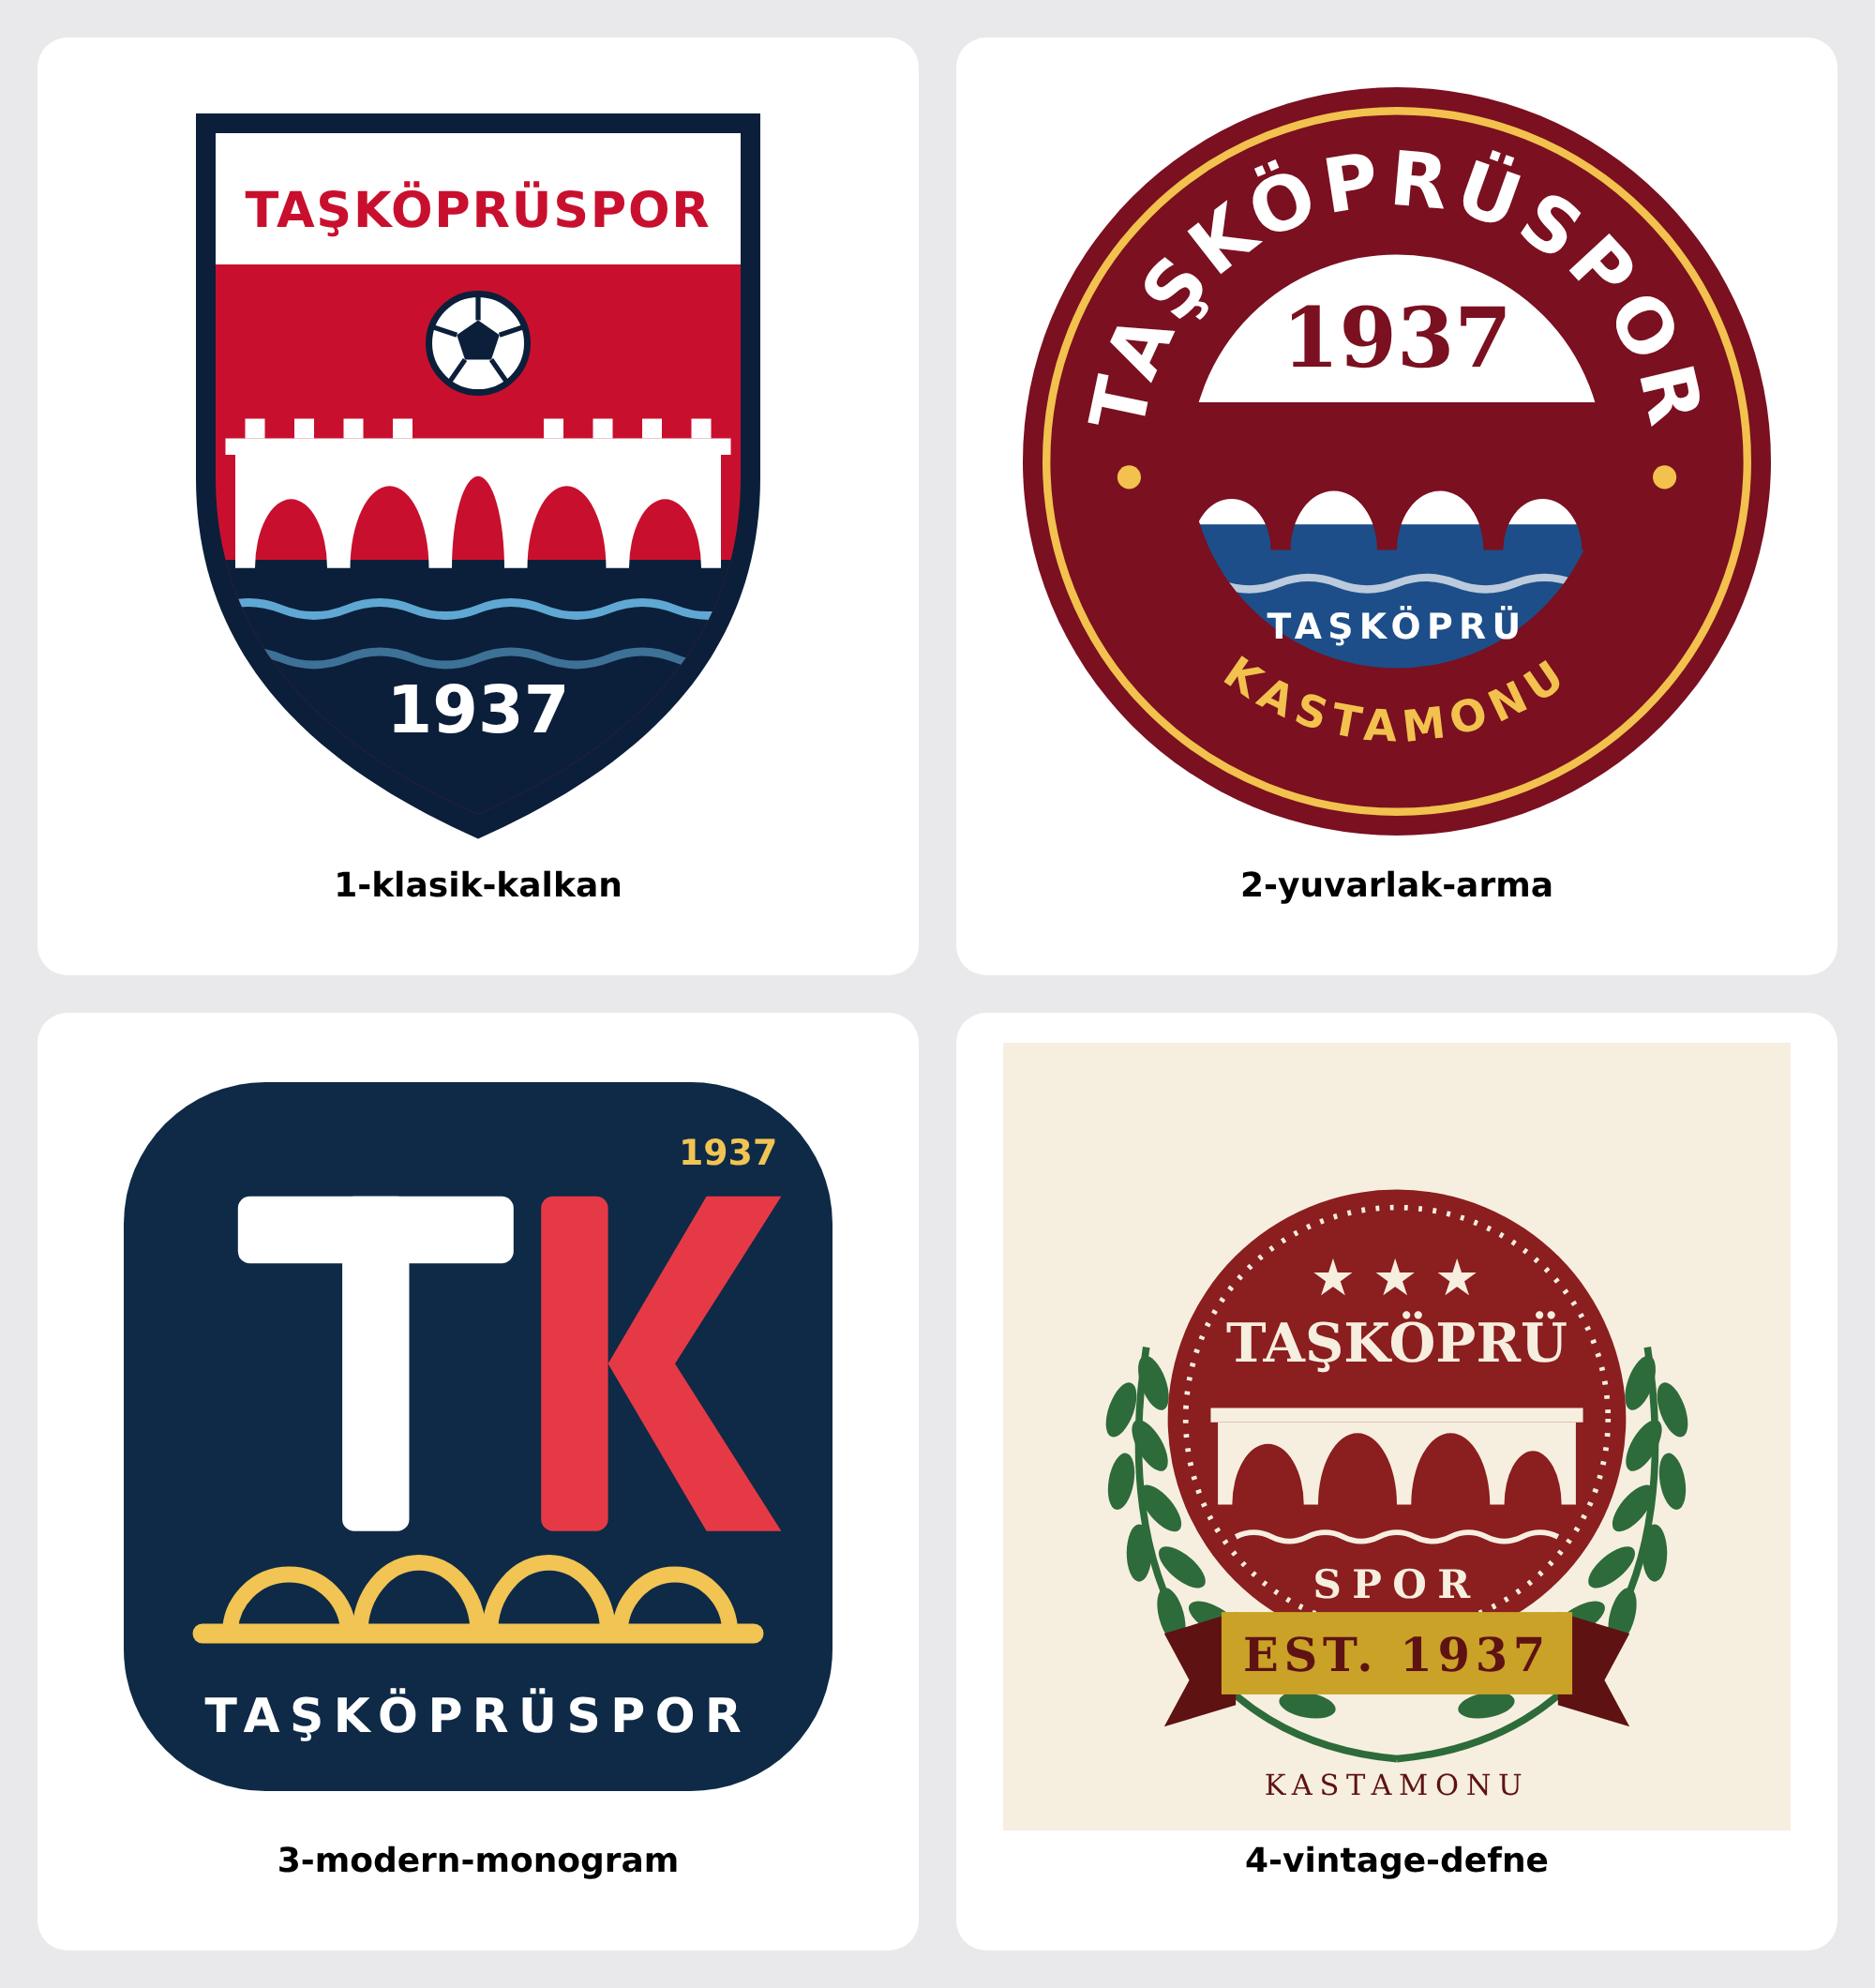 TAŞKÖPRÜSPOR
1937
1-klasik-kalkan
TAŞKÖPRÜSPOR
1937
TAŞKÖPRÜ
KASTAMONU
2-yuvarlak-arma
1937
TK
TAŞKÖPRÜSPOR
3-modern-monogram
TAŞKÖPRÜ
SPOR
EST. 1937
KASTAMONU
4-vintage-defne